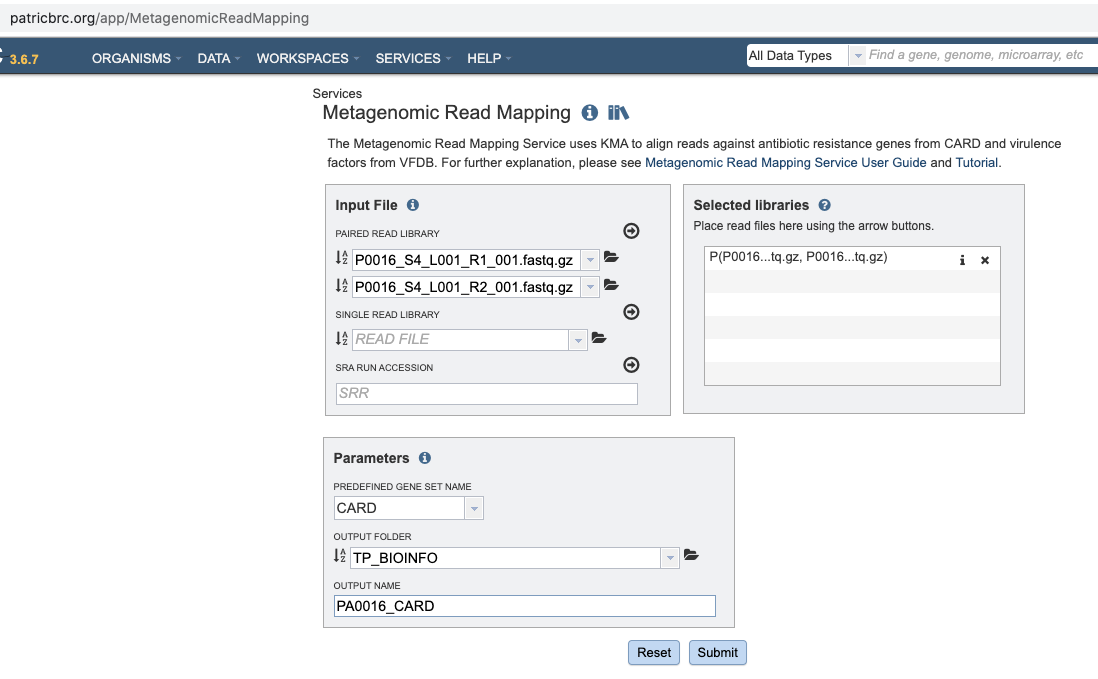 patricbrc.org/app/MetagenomicReadMapping
3.6.7 ORGANISMS DATA WORKSPACES SERVICES HELP All Data Types Find a gene, genome, microarray, etc
Services
Metagenomic Read Mapping
The Metagenomic Read Mapping Service uses KMA to align reads against antibiotic resistance genes from CARD and virulence
factors from VFDB. For further explanation, please see Metagenomic Read Mapping Service User Guide and Tutorial.
Input File
PAIRED READ LIBRARY
P0016_S4_L001_R1_001.fastq.gz
P0016_S4_L001_R2_001.fastq.gz
SINGLE READ LIBRARY
READ FILE
SRA RUN ACCESSION
SRR
Selected libraries
Place read files here using the arrow buttons.
P(P0016...tq.gz, P0016...tq.gz)
Parameters
PREDEFINED GENE SET NAME
CARD
OUTPUT FOLDER
TP_BIOINFO
OUTPUT NAME
PA0016_CARD
Reset Submit